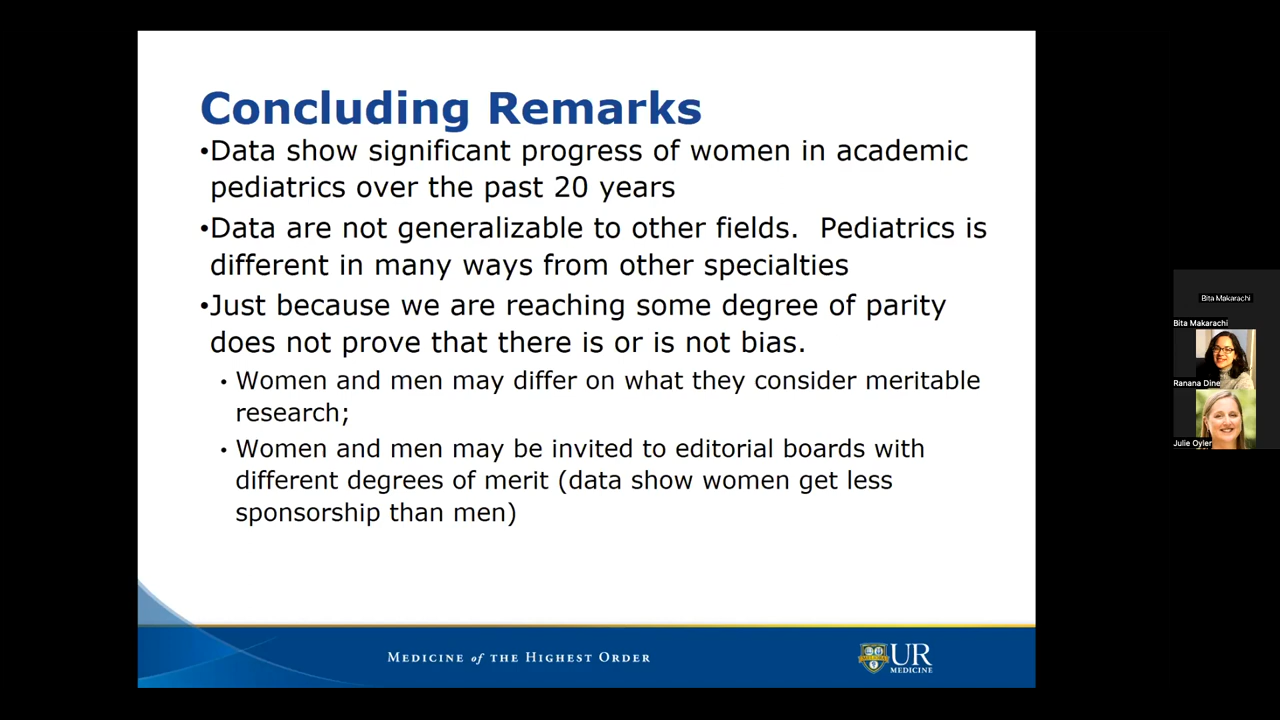 Concluding Remarks
•Data show significant progress of women in academic
pediatrics over the past 20 years
•Data are not generalizable to other fields.  Pediatrics is
different in many ways from other specialties
•Just because we are reaching some degree of parity
does not prove that there is or is not bias.
• Women and men may differ on what they consider meritable
research;
• Women and men may be invited to editorial boards with
different degrees of merit (data show women get less
sponsorship than men)
MEDICINE of THE HIGHEST ORDER
UR
MEDICINE
Bita Makarachi
Bita Makarachi
Ranana Dine
Julie Oyler